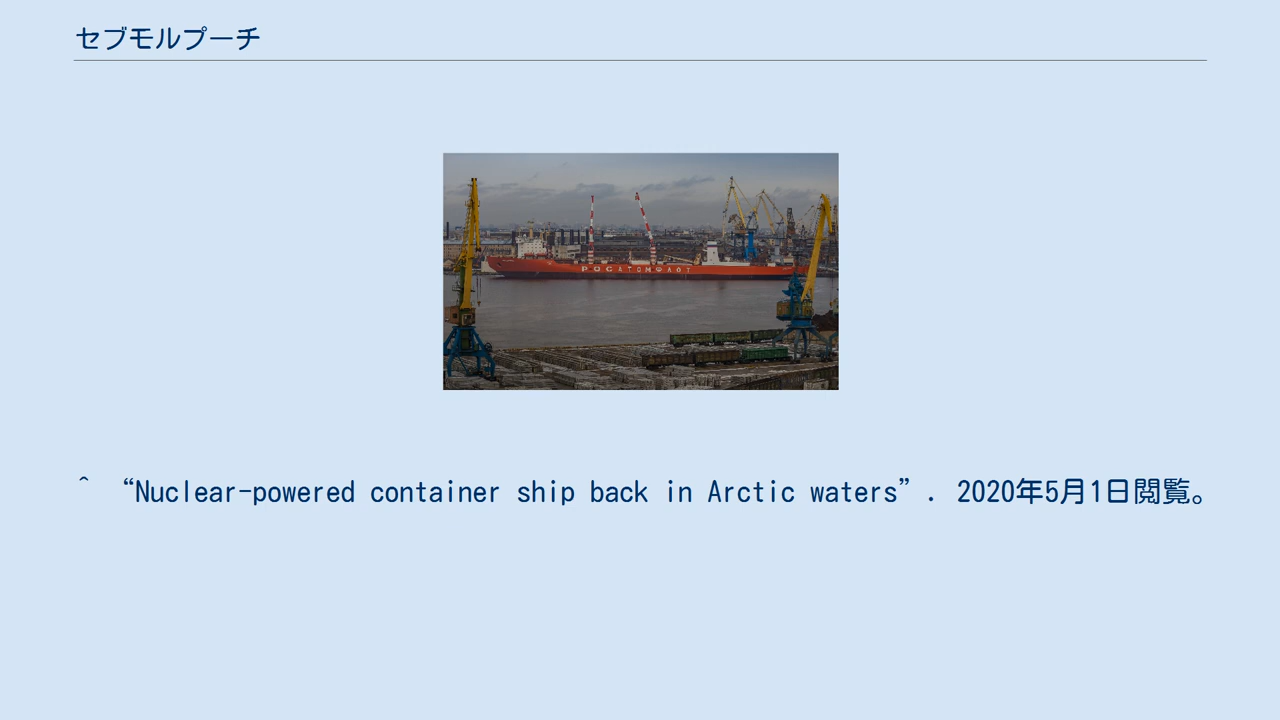 セブモルプーチ
РОСАТОМФЛОТ
^ “Nuclear-powered container ship back in Arctic waters”. 2020年5月1日閲覧。